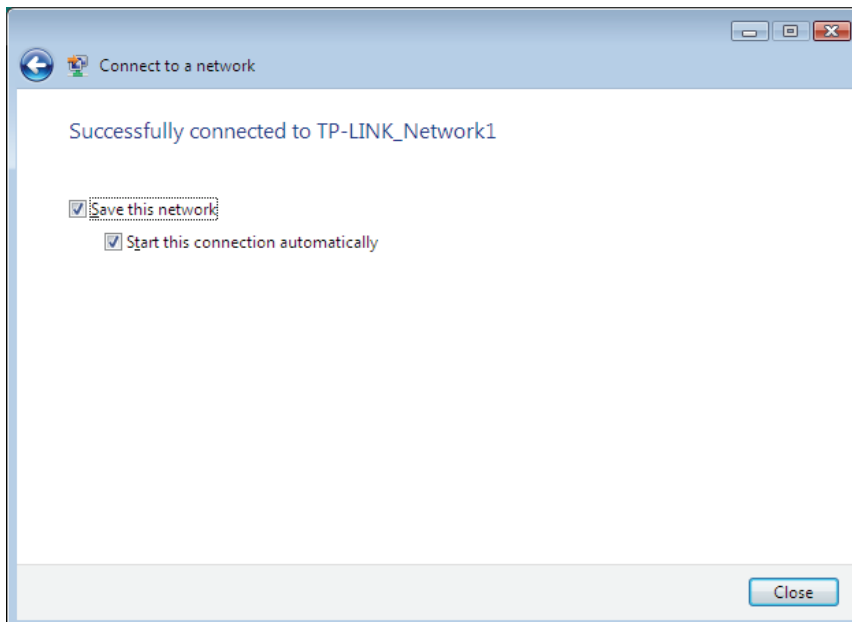 Connect to a network
Successfully connected to TP-LINK_Network1
Save this network
Start this connection automatically
Close